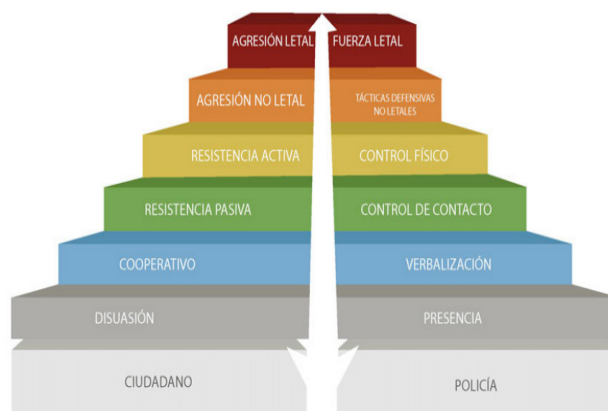 AGRESIÓN LETAL FUERZA LETAL
AGRESIÓN NO LETAL TÁCTICAS DEFENSIVAS
NO LETALES
RESISTENCIA ACTIVA CONTROL FÍSICO
RESISTENCIA PASIVA CONTROL DE CONTACTO
COOPERATIVO VERBALIZACIÓN
DISUASIÓN PRESENCIA
CIUDADANO POLICÍA